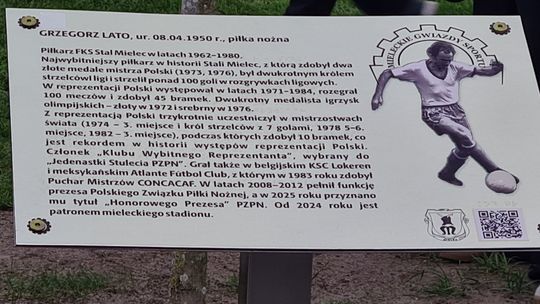 GRZEGORZ LATO, ur. 08.04.1950 r., piłka nożna
MIELECKIE GWIAZDY SPORTU
Piłkarz FKS Stal Mielec w latach 1962–1980.
Najwybitniejszy piłkarz w historii Stali Mielec, z którą zdobył dwa
złote medale mistrza Polski (1973, 1976), był dwukrotnym królem
strzelców ligi i strzelił ponad 100 goli w rozgrywkach ligowych.
W reprezentacji Polski występował w latach 1971–1984, rozegrał
100 meczów i zdobył 45 bramek. Dwukrotny medalista igrzysk
olimpijskich – złoty w 1972 i srebrny w 1976.
Z reprezentacją Polski trzykrotnie uczestniczył w mistrzostwach
świata (1974 – 3. miejsce i król strzelców z 7 golami, 1978 5-6.
miejsce, 1982 – 3. miejsce), podczas których zdobył 10 bramek, co
jest rekordem w historii występów reprezentacji Polski.
Członek „Klubu Wybitnego Reprezentanta”, wybrany do
„Jedenastki Stulecia PZPN”. Grał także w belgijskim KSC Lokeren
i meksykańskim Atlante Fútbol Club, z którym w 1983 roku zdobył
Puchar Mistrzów CONCACAF. W latach 2008–2012 pełnił funkcję
prezesa Polskiego Związku Piłki Nożnej, a w 2025 roku przyznano
mu tytuł „Honorowego Prezesa” PZPN. Od 2024 roku jest
patronem mieleckiego stadionu.